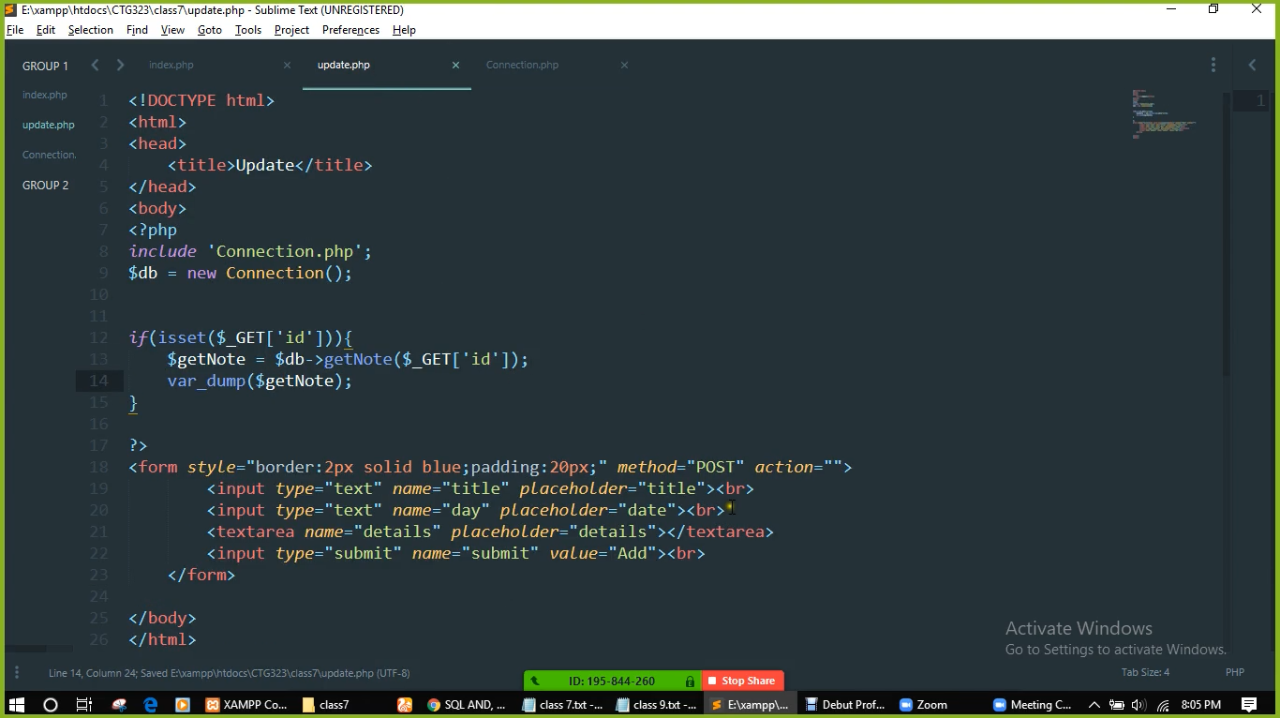 E:\xampp\htdocs\CTG323\class7\update.php - Sublime Text (UNREGISTERED)
File Edit Selection Find View Goto Tools Project Preferences Help
GROUP 1
index.php
update.php
Connection.
GROUP 2
index.php update.php Connection.php
1 <!DOCTYPE html>
2 <html>
3 <head>
4 <title>Update</title>
5 </head>
6 <body>
7 <?php
8 include 'Connection.php';
9 $db = new Connection();
10
11
12 if(isset($_GET['id'])){
13 $getNote = $db->getNote($_GET['id']);
14 var_dump($getNote);
15 }
16
17 ?>
18 <form style="border:2px solid blue;padding:20px;" method="POST" action="">
19 <input type="text" name="title" placeholder="title"><br>
20 <input type="text" name="day" placeholder="date"><br>
21 <textarea name="details" placeholder="details"></textarea>
22 <input type="submit" name="submit" value="Add"><br>
23 </form>
24
25 </body>
26 </html>
1
Activate Windows
Go to Settings to activate Windows.
Line 14, Column 24; Saved E:\xampp\htdocs\CTG323\class7\update.php (UTF-8)
Tab Size: 4 PHP
ID: 195-844-260 Stop Share
XAMPP Co... class7 SQL AND, ... class 7.txt -... class 9.txt -... E:\xampp\... Debut Prof... Zoom Meeting C... 8:05 PM